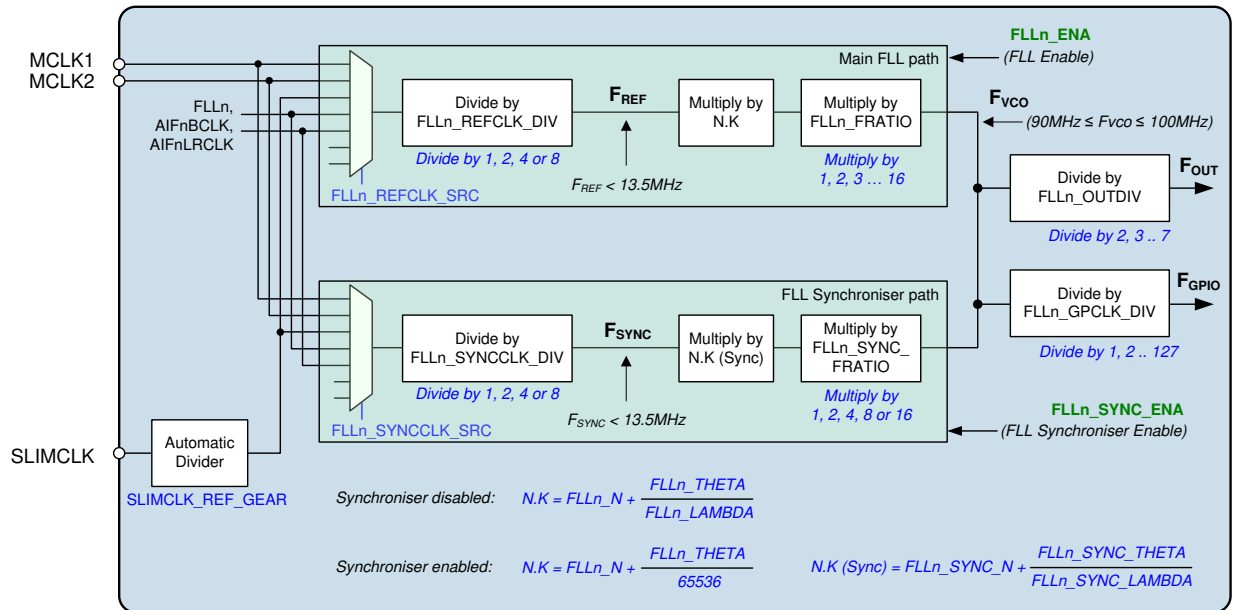 FLLn_ENA
(FLL Enable)
MCLK1
MCLK2
Main FLL path
FLLn,
AIFnBCLK,
AIFnLRCLK
Divide by
FLLn_REFCLK_DIV
Divide by 1, 2, 4 or 8
FREF
FREF < 13.5MHz
Multiply by
N.K
Multiply by
FLLn_FRATIO
Multiply by
1, 2, 3 … 16
FLLn_REFCLK_SRC
FVCO
(90MHz ≤ Fvco ≤ 100MHz)
Divide by
FLLn_OUTDIV
Divide by 2, 3 .. 7
FOUT
FLL Synchroniser path
Divide by
FLLn_SYNCCLK_DIV
Divide by 1, 2, 4 or 8
FSYNC
FSYNC < 13.5MHz
Multiply by
N.K (Sync)
Multiply by
FLLn_SYNC_
FRATIO
Multiply by
1, 2, 4, 8 or 16
FLLn_SYNCCLK_SRC
Divide by
FLLn_GPCLK_DIV
Divide by 1, 2 .. 127
FGPIO
FLLn_SYNC_ENA
(FLL Synchroniser Enable)
SLIMCLK
Automatic
Divider
SLIMCLK_REF_GEAR
Synchroniser disabled: N.K = FLLn_N + FLLn_THETA
FLLn_LAMBDA
Synchroniser enabled: N.K = FLLn_N + FLLn_THETA
65536
N.K (Sync) = FLLn_SYNC_N + FLLn_SYNC_THETA
FLLn_SYNC_LAMBDA